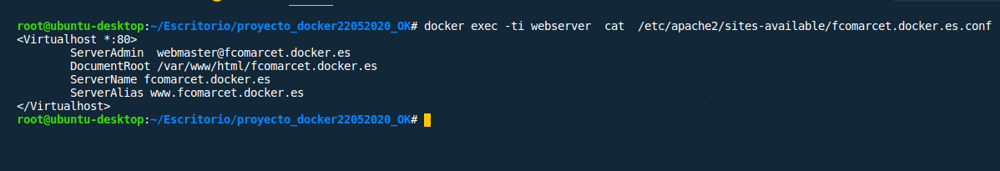 root@ubuntu-desktop:~/Escritorio/proyecto_docker22052020_OK# docker exec -ti webserver  cat  /etc/apache2/sites-available/fcomarcet.docker.es.conf
<Virtualhost *:80>
        ServerAdmin  webmaster@fcomarcet.docker.es
        DocumentRoot /var/www/html/fcomarcet.docker.es
        ServerName fcomarcet.docker.es
        ServerAlias www.fcomarcet.docker.es
</Virtualhost>
root@ubuntu-desktop:~/Escritorio/proyecto_docker22052020_OK#